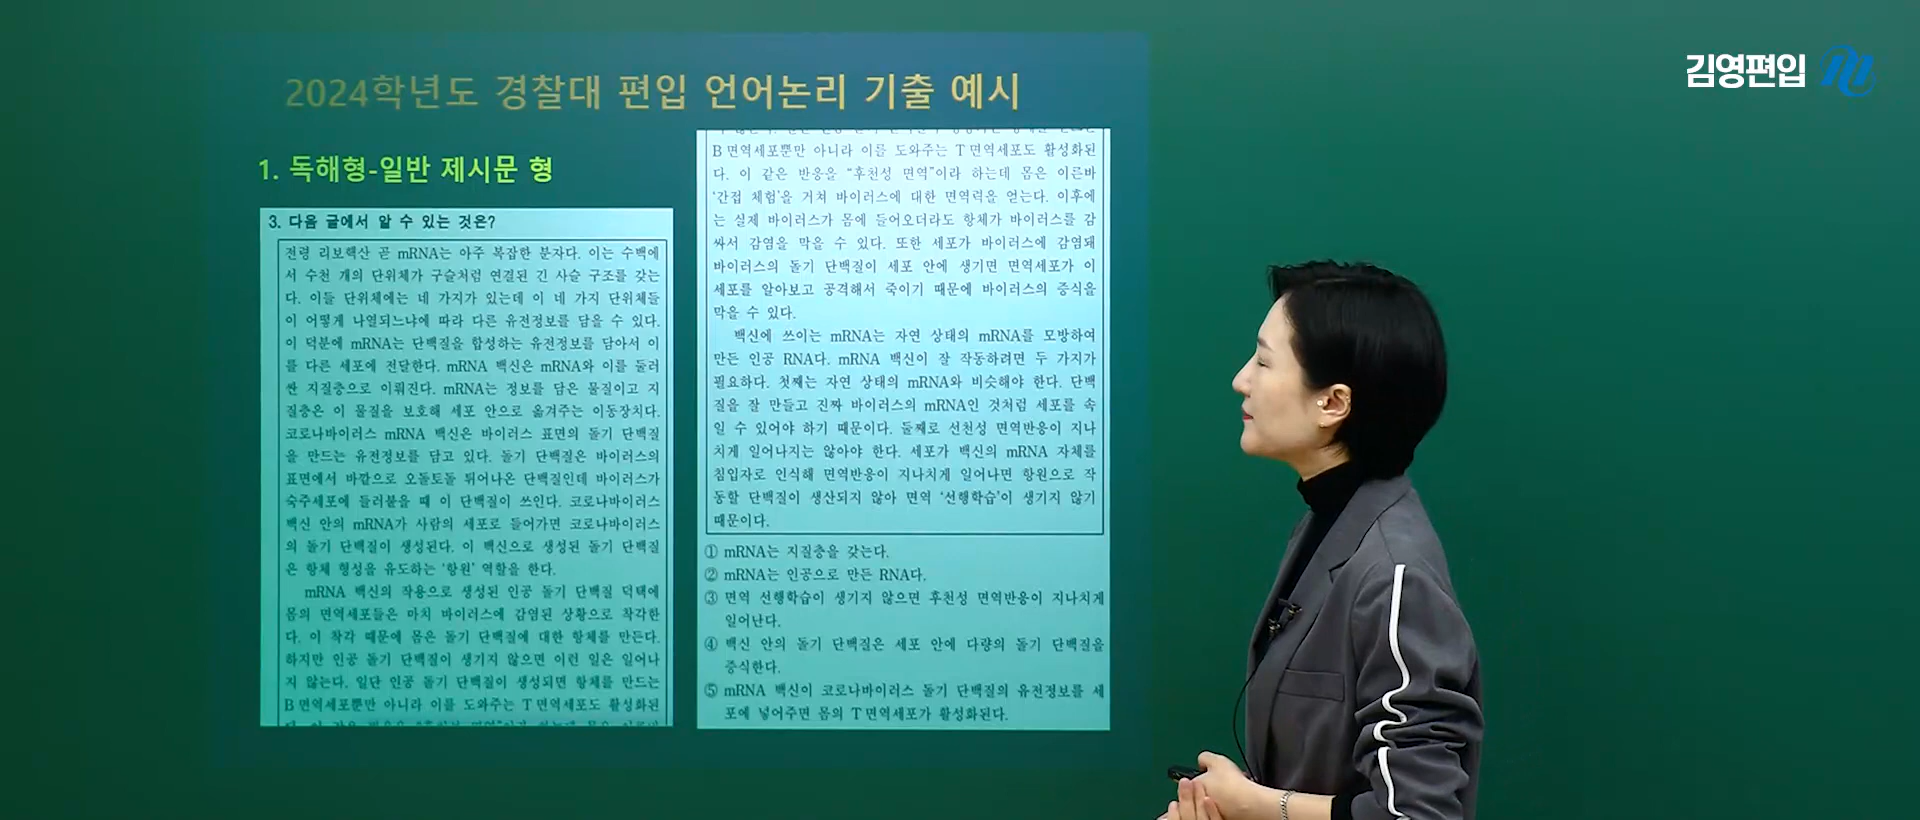 김영편입
2024학년도 경찰대 편입 언어논리 기출 예시
1. 독해형-일반 제시문 형
3. 다음 글에서 알 수 있는 것은?
전령 리보핵산 곧 mRNA는 아주 복잡한 분자다. 이는 수백에
서 수천 개의 단위체가 구슬처럼 연결된 긴 사슬 구조를 갖는
다. 이들 단위체에는 네 가지가 있는데 이 네 가지 단위체들
이 어떻게 나열되느냐에 따라 다른 유전정보를 담을 수 있다.
이 덕분에 mRNA는 단백질을 합성하는 유전정보를 담아서 이
를 다른 세포에 전달한다. mRNA 백신은 mRNA와 이를 둘러
싼 지질층으로 이뤄진다. mRNA는 정보를 담은 물질이고 지
질층은 이 물질을 보호해 세포 안으로 옮겨주는 이동장치다.
코로나바이러스 mRNA 백신은 바이러스 표면의 돌기 단백질
을 만드는 유전정보를 담고 있다. 돌기 단백질은 바이러스의
표면에서 바깥으로 오돌토돌 튀어나온 단백질인데 바이러스가
숙주세포에 들러붙을 때 이 단백질이 쓰인다. 코로나바이러스
백신 안의 mRNA가 사람의 세포로 들어가면 코로나바이러스
의 돌기 단백질이 생성된다. 이 백신으로 생성된 돌기 단백질
은 항체 형성을 유도하는 '항원' 역할을 한다.
mRNA 백신의 작용으로 생성된 인공 돌기 단백질 덕택에
몸의 면역세포들은 마치 바이러스에 감염된 상황으로 착각한
다. 이 착각 때문에 몸은 돌기 단백질에 대한 항체를 만든다.
하지만 인공 돌기 단백질이 생기지 않으면 이런 일은 일어나
지 않는다. 일단 인공 돌기 단백질이 생성되면 항체를 만드는
B면역세포뿐만 아니라 이를 도와주는 T면역세포도 활성화된
B면역세포뿐만 아니라 이를 도와주는 T면역세포도 활성화된
다. 이 같은 반응을 "후천성 면역"이라 하는데 몸은 이른바
'간접 체험'을 거쳐 바이러스에 대한 면역력을 얻는다. 이후에
는 실제 바이러스가 몸에 들어오더라도 항체가 바이러스를 감
싸서 감염을 막을 수 있다. 또한 세포가 바이러스에 감염돼
바이러스의 돌기 단백질이 세포 안에 생기면 면역세포가 이
세포를 알아보고 공격해서 죽이기 때문에 바이러스의 증식을
막을 수 있다.
백신에 쓰이는 mRNA는 자연 상태의 mRNA를 모방하여
만든 인공 RNA다. mRNA 백신이 잘 작동하려면 두 가지가
필요하다. 첫째는 자연 상태의 mRNA와 비슷해야 한다. 단백
질을 잘 만들고 진짜 바이러스의 mRNA인 것처럼 세포를 속
일 수 있어야 하기 때문이다. 둘째로 선천성 면역반응이 지나
치게 일어나지는 않아야 한다. 세포가 백신의 mRNA 자체를
침입자로 인식해 면역반응이 지나치게 일어나면 항원으로 작
동할 단백질이 생산되지 않아 면역 '선행학습'이 생기지 않기
때문이다.
① mRNA는 지질층을 갖는다.
② mRNA는 인공으로 만든 RNA다.
③ 면역 선행학습이 생기지 않으면 후천성 면역반응이 지나치게
일어난다.
④ 백신 안의 돌기 단백질은 세포 안에 다량의 돌기 단백질을
증식한다.
⑤ mRNA 백신이 코로나바이러스 돌기 단백질의 유전정보를 세
포에 넣어주면 몸의 T면역세포가 활성화된다.